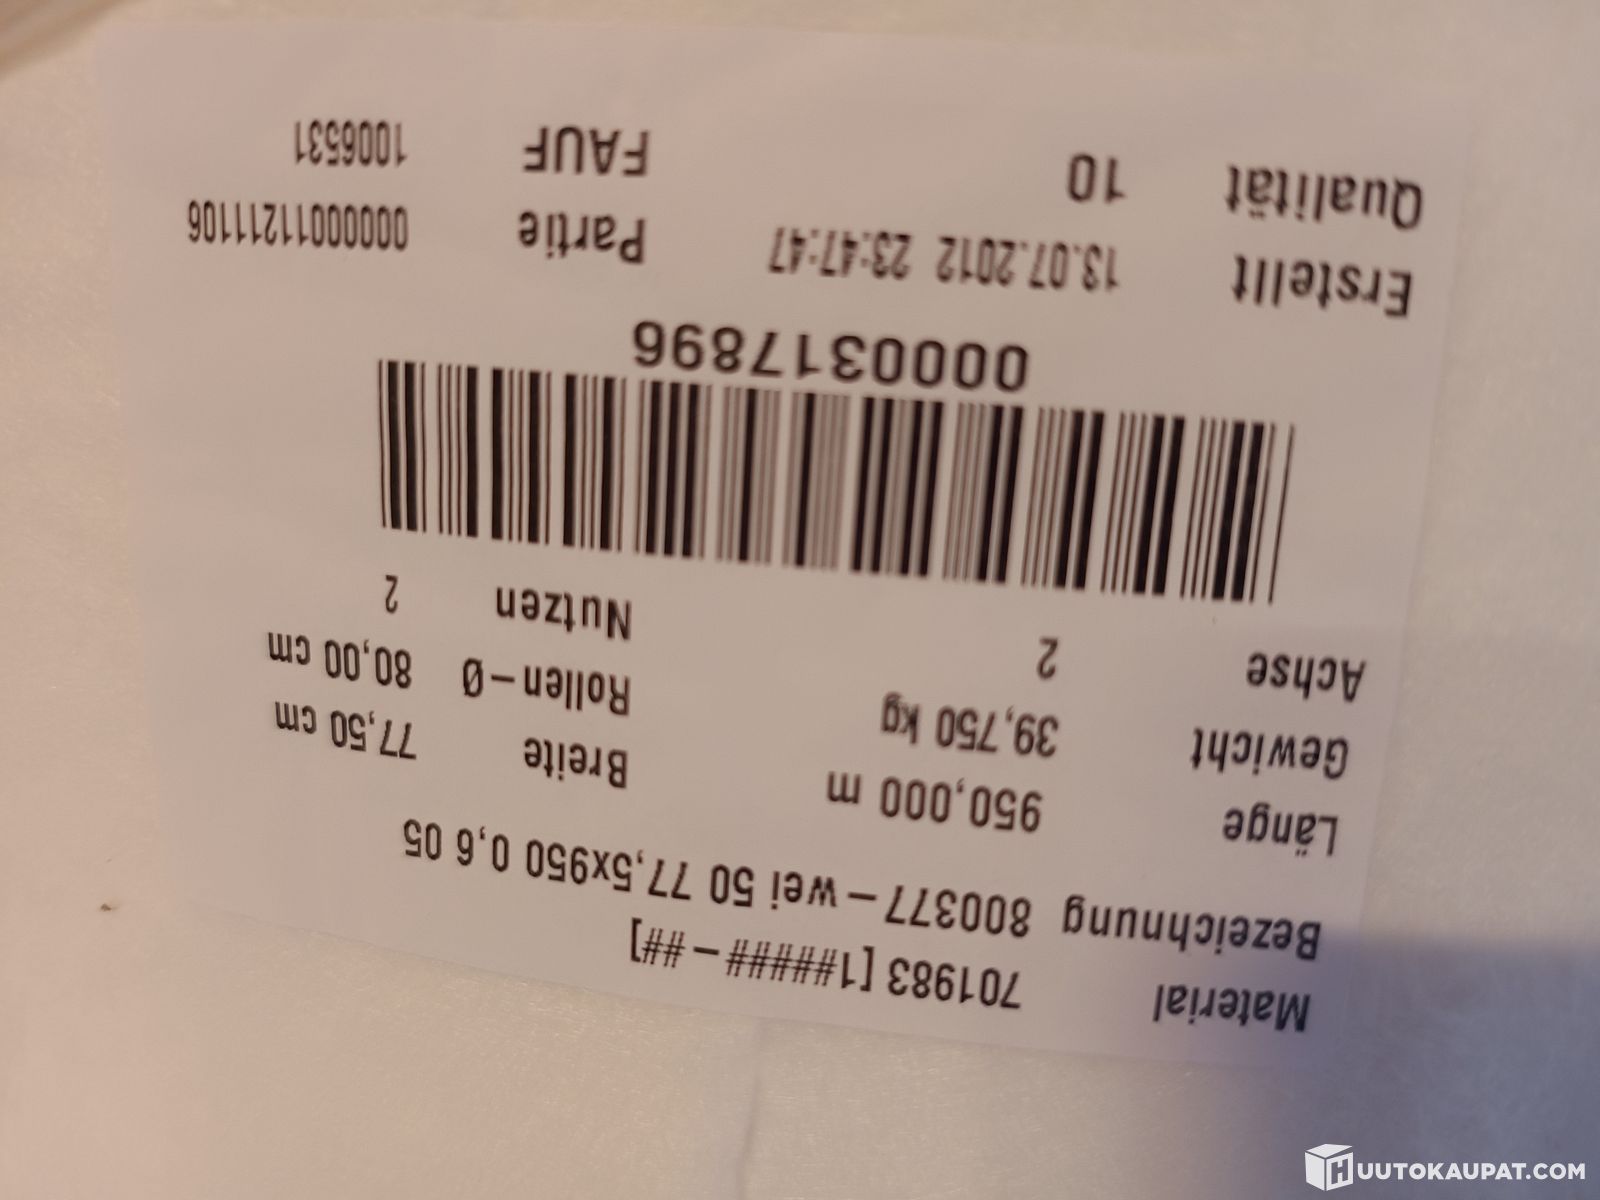 Material 701983 [1#####-##]
Bezeichnung 800377-wei 50 77,5x950 0,6 05
Länge 950,000 m Breite 77,50 cm
Gewicht 39,750 kg Rollen-Ø 80,00 cm
Achse 2 Nutzen 2
0000317896
Erstellt 13.07.2012 23:47:47 Partie 0000011211106
Qualität 10 FAUF 1006531
HUUTOKAUPAT.COM